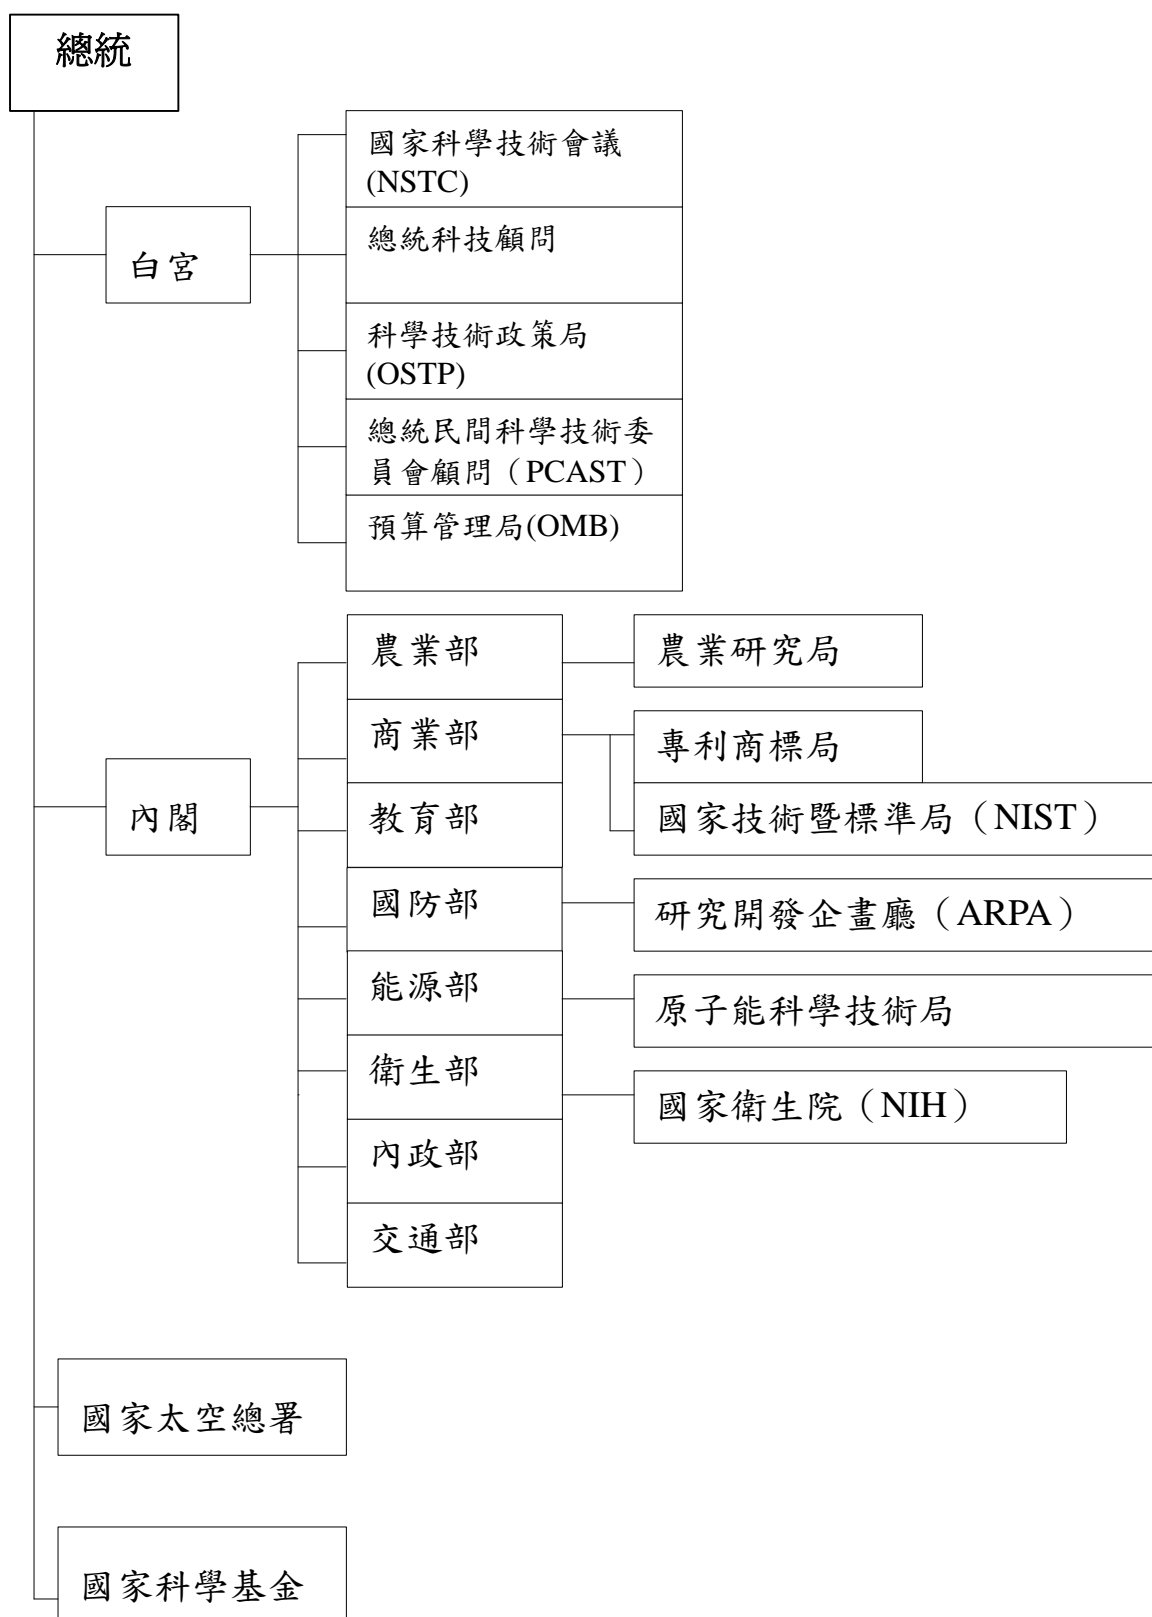 總統
國家科學技術會議
(NSTC)
白宮
總統科技顧問
科學技術政策局
(OSTP)
總統民間科學技術委
員會顧問（PCAST）
預算管理局(OMB)
農業部
農業研究局
商業部
專利商標局
內閣
教育部
國家技術暨標準局（NIST）
國防部
研究開發企畫廳（ARPA）
能源部
原子能科學技術局
衛生部
國家衛生院（NIH）
內政部
交通部
國家太空總署
國家科學基金